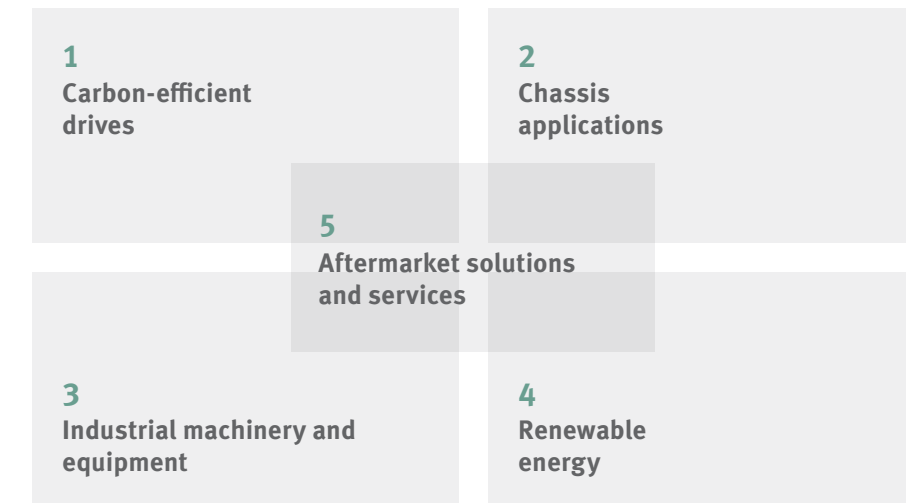 1
Carbon-efficient
drives
2
Chassis
applications
5
Aftermarket solutions
and services
3
Industrial machinery and
equipment
4
Renewable
energy